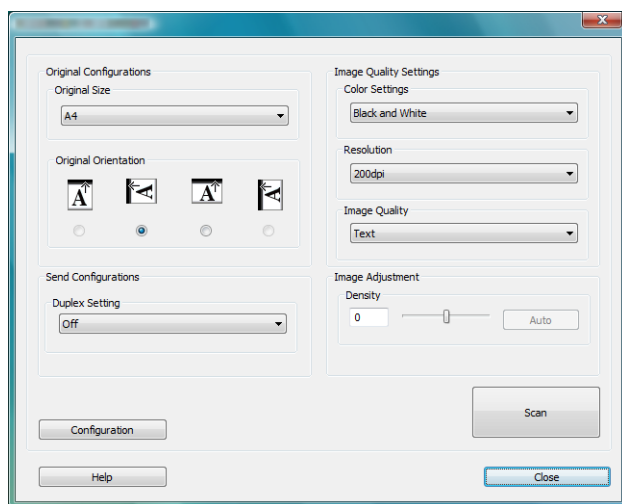 Original Configurations
Original Size
A4
Original Orientation
A
A
A
A
Send Configurations
Duplex Setting
Off
Image Quality Settings
Color Settings
Black and White
Resolution
200dpi
Image Quality
Text
Image Adjustment
Density
0
Auto
Configuration
Scan
Help
Close